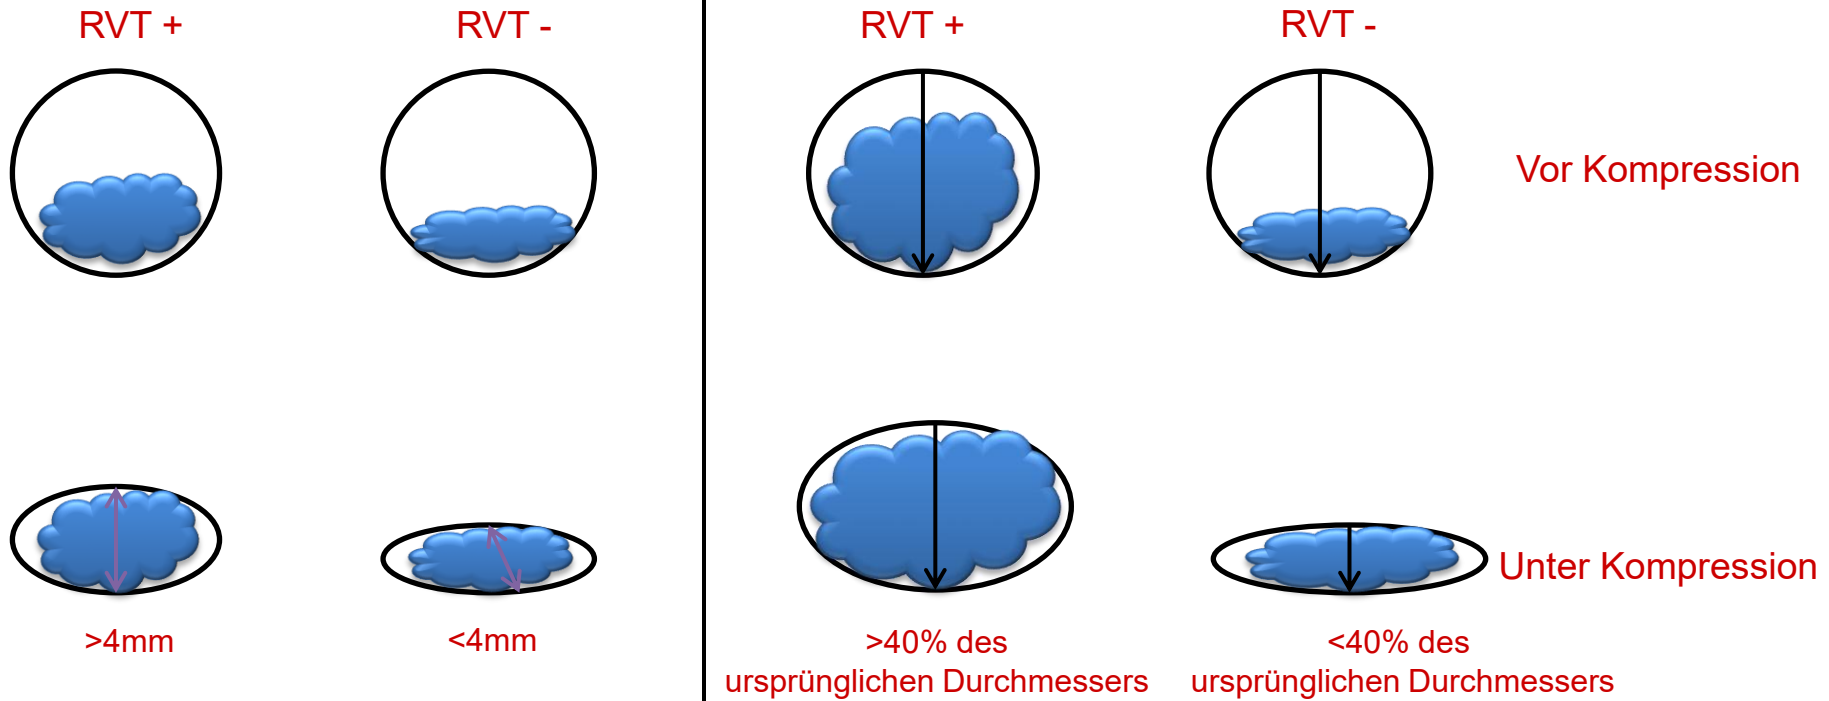 RVT +
RVT -
RVT +
RVT -
Vor Kompression
Unter Kompression
>4mm
<4mm
>40% des
ursprünglichen Durchmessers
<40% des
ursprünglichen Durchmessers